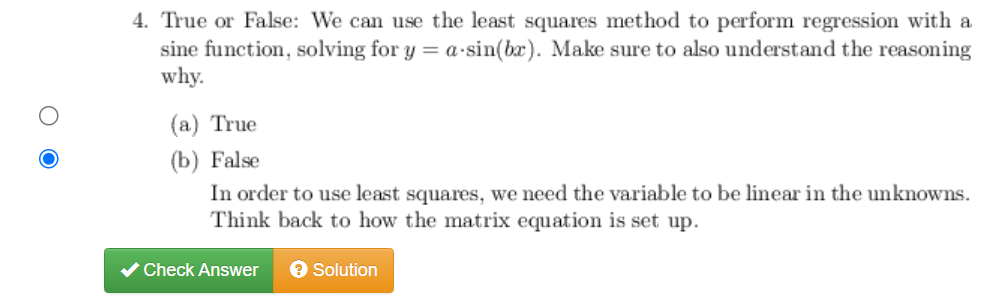 4. True or False: We can use the least squares method to perform regression with a
sine function, solving for y = a·sin(bx). Make sure to also understand the reasoning
why.
(a) True
(b) False
In order to use least squares, we need the variable to be linear in the unknowns.
Think back to how the matrix equation is set up.
Check Answer
? Solution